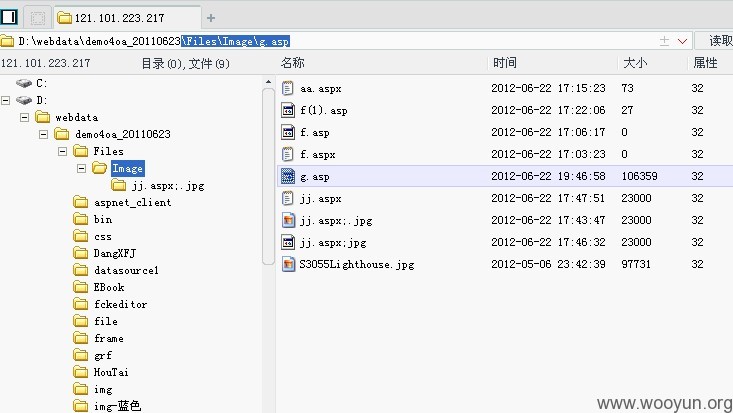 121.101.223.217
D:\webdata\demo4oa_20110623\Files\Image\g.asp 读取
121.101.223.217 目录(0),文件(9) 名称 时间 大小 属性
C:
D:
webdata
demo4oa_20110623
Files
Image
jj.aspx;.jpg
aspnet_client
bin
css
DangXFJ
datasource1
EBook
fckeditor
file
frame
grf
HouTai
img
img-蓝色
aa.aspx 2012-06-22 17:15:23 73 32
f(1).asp 2012-06-22 17:22:06 27 32
f.asp 2012-06-22 17:06:17 0 32
f.aspx 2012-06-22 17:03:23 0 32
g.asp 2012-06-22 19:46:58 106359 32
jj.aspx 2012-06-22 17:47:51 23000 32
jj.aspx;.jpg 2012-06-22 17:43:47 23000 32
jj.aspx;jpg 2012-06-22 17:46:32 23000 32
S3055Lighthouse.jpg 2012-05-06 23:42:39 97731 32
www.wooyun.org